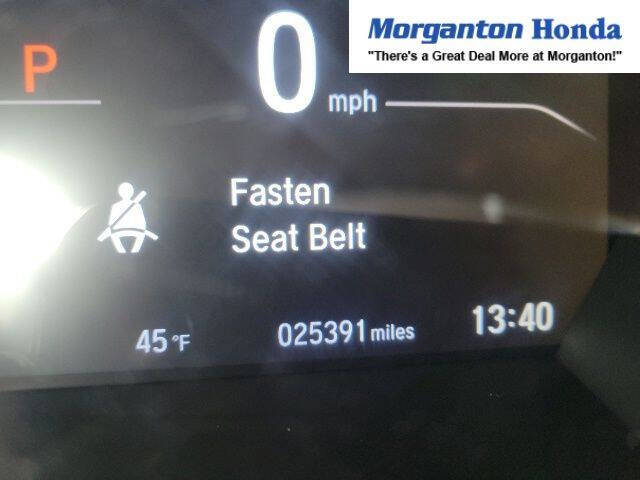 Morganton Honda
"There's a Great Deal More at Morganton!"
P
0 mph
Fasten
Seat Belt
45 °F
025391 miles
13:40